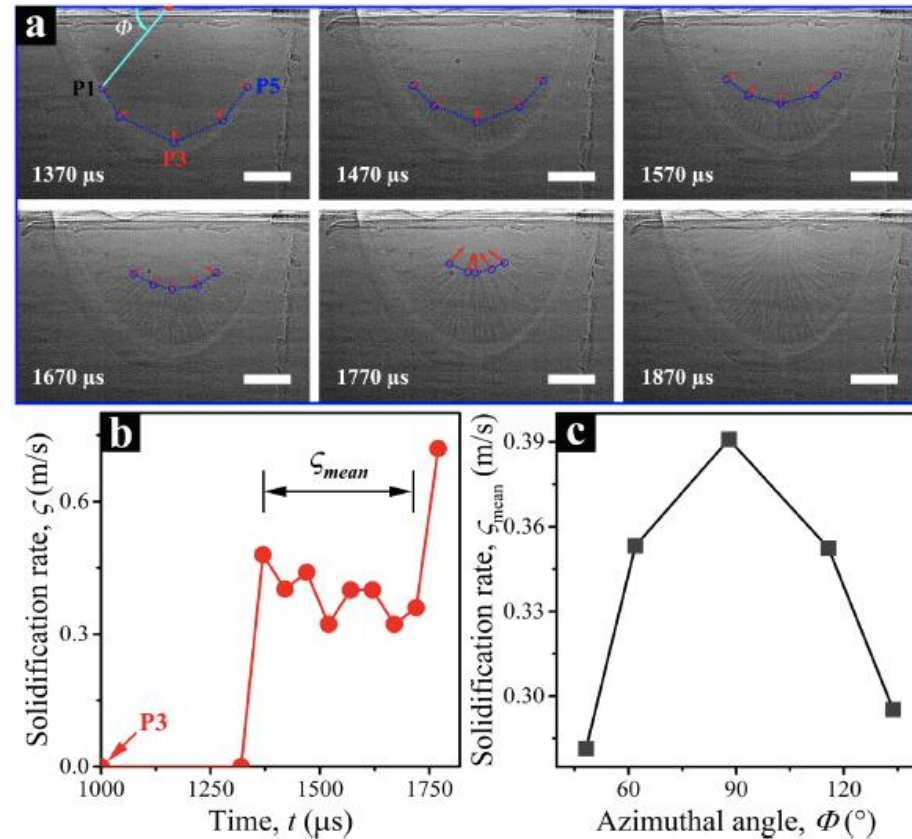 a
Φ
P1
P5
P3
1370 μs
1470 μs
1570 μs
1670 μs
1770 μs
1870 μs
b
ς_mean
P3
Solidification rate, ς (m/s)
0.6
0.3
0.0
1000
1250
1500
1750
Time, t (μs)
c
Solidification rate, ς_mean (m/s)
0.39
0.36
0.33
0.30
60
90
120
Azimuthal angle, Φ (°)